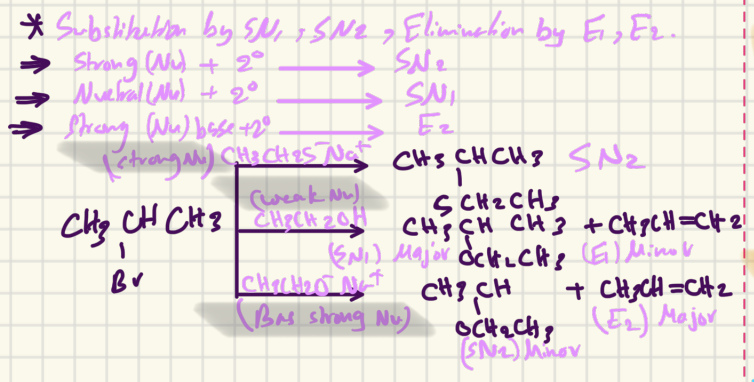 * Substitution by SN1, SN2, Elimination by E1, E2.
⇒ Strong (Nu) + 2° → SN2
⇒ Nuetral (Nu) + 2° → SN1
⇒ Strong (Nu) base + 2° → E2
(strong Nu) CH3CH2S⁻Na⁺ → CH3 CH CH3 SN2
S CH2CH3
(weak Nu)
CH3 CH CH3
Br
CH3CH2OH → CH3 CH CH3 + CH3CH=CH2
(SN1) Major OCH2CH3 (E1) Minor
CH3CH2O⁻Na⁺ → CH3 CH + CH3CH=CH2
(Bas strong Nu) OCH2CH3 (E2) Major
(SN2) Minor